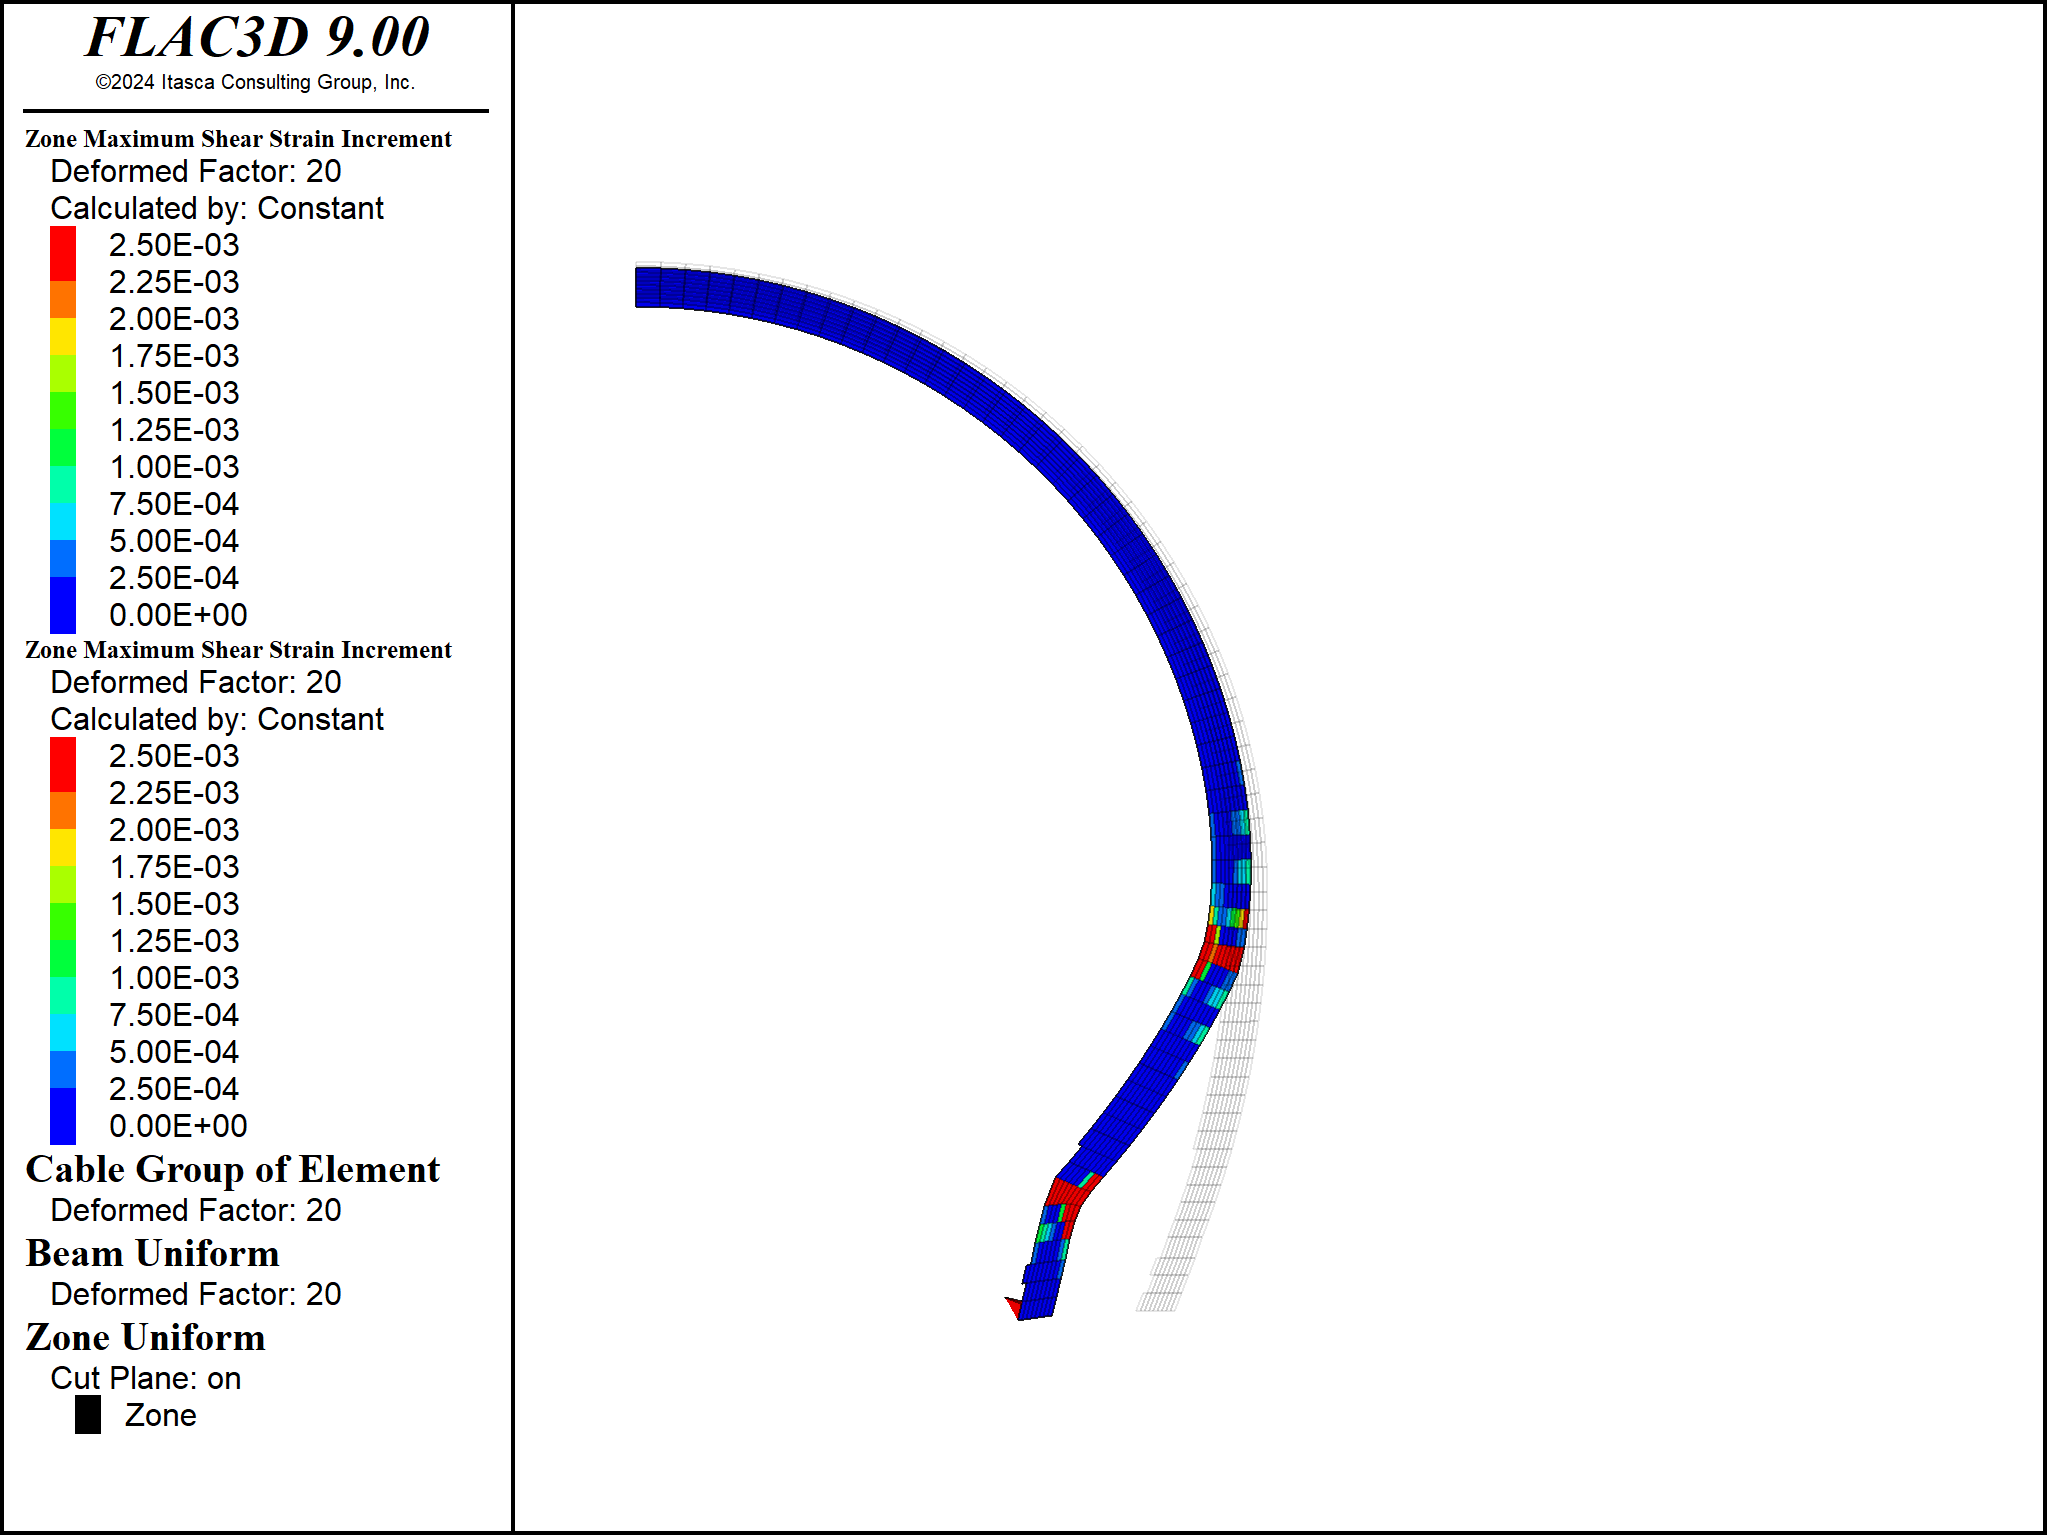 FLAC3D 9.00
©2024 Itasca Consulting Group, Inc.
Zone Maximum Shear Strain Increment
Deformed Factor: 20
Calculated by: Constant
2.50E-03
2.25E-03
2.00E-03
1.75E-03
1.50E-03
1.25E-03
1.00E-03
7.50E-04
5.00E-04
2.50E-04
0.00E+00
Zone Maximum Shear Strain Increment
Deformed Factor: 20
Calculated by: Constant
2.50E-03
2.25E-03
2.00E-03
1.75E-03
1.50E-03
1.25E-03
1.00E-03
7.50E-04
5.00E-04
2.50E-04
0.00E+00
Cable Group of Element
Deformed Factor: 20
Beam Uniform
Deformed Factor: 20
Zone Uniform
Cut Plane: on
Zone